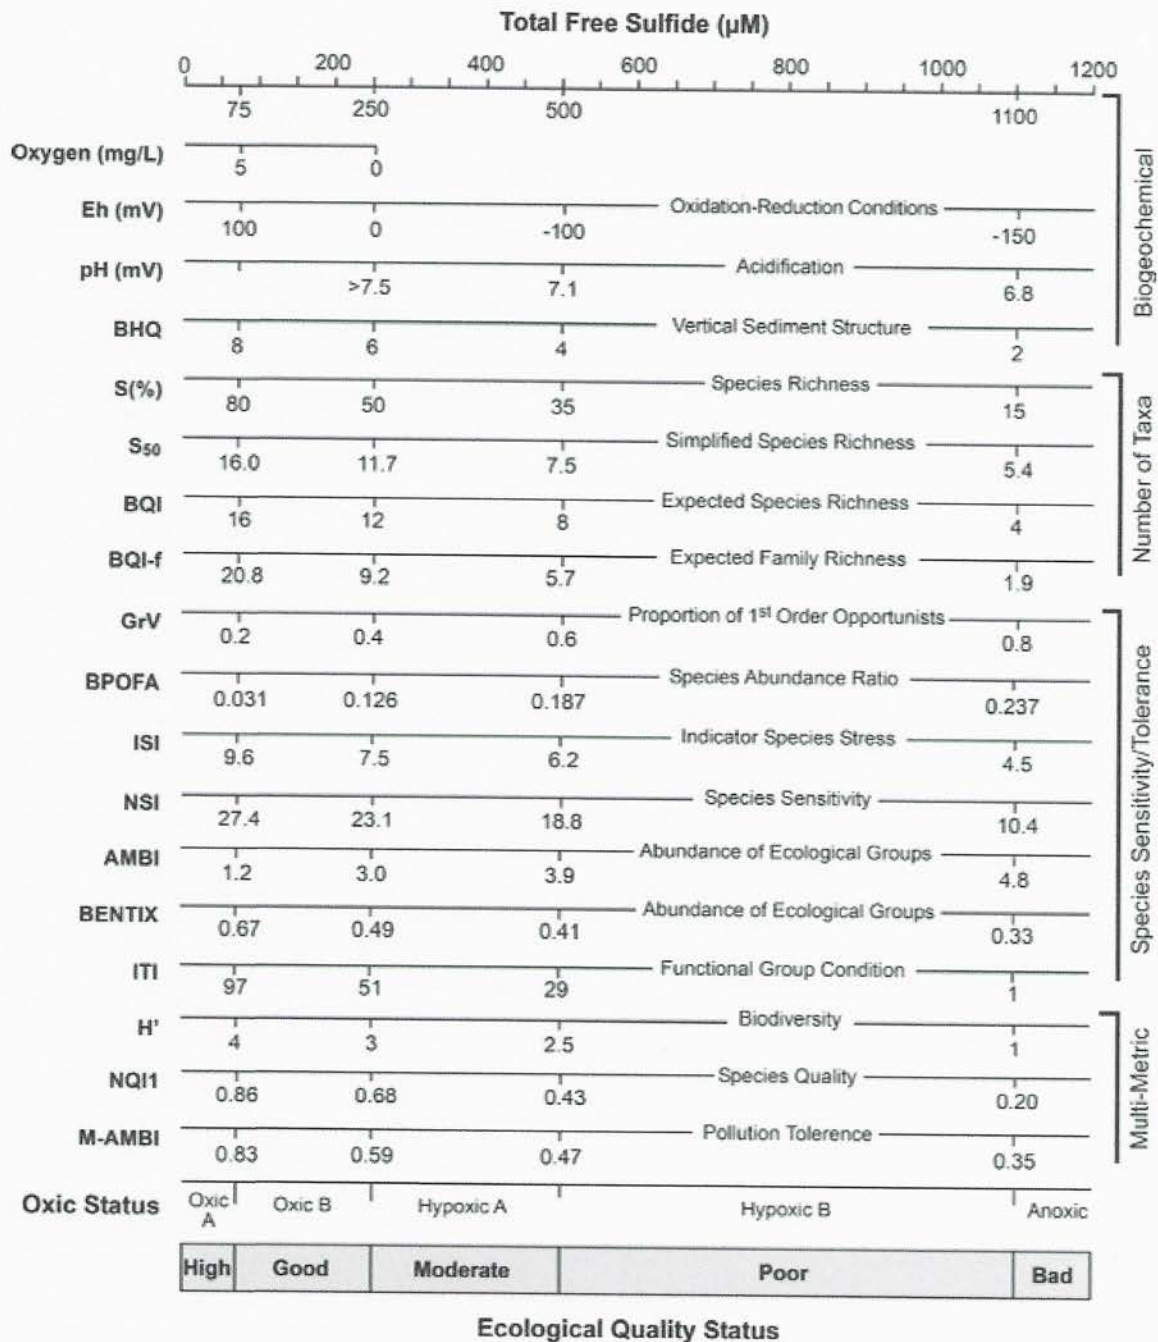 Total Free Sulfide (µM)
0 200 400 600 800 1000 1200
75 250 500 1100
Oxygen (mg/L)
5 0
Eh (mV) Oxidation-Reduction Conditions
100 0 -100 -150
pH (mV) Acidification
>7.5 7.1 6.8
BHQ Vertical Sediment Structure
8 6 4 2
Biogeochemical
S(%) Species Richness
80 50 35 15
S50 Simplified Species Richness
16.0 11.7 7.5 5.4
BQI Expected Species Richness
16 12 8 4
BQI-f Expected Family Richness
20.8 9.2 5.7 1.9
Number of Taxa
GrV Proportion of 1st Order Opportunists
0.2 0.4 0.6 0.8
BPOFA Species Abundance Ratio
0.031 0.126 0.187 0.237
ISI Indicator Species Stress
9.6 7.5 6.2 4.5
NSI Species Sensitivity
27.4 23.1 18.8 10.4
AMBI Abundance of Ecological Groups
1.2 3.0 3.9 4.8
BENTIX Abundance of Ecological Groups
0.67 0.49 0.41 0.33
ITI Functional Group Condition
97 51 29 1
Species Sensitivity/Tolerance
H' Biodiversity
4 3 2.5 1
NQI1 Species Quality
0.86 0.68 0.43 0.20
M-AMBI Pollution Tolerence
0.83 0.59 0.47 0.35
Multi-Metric
Oxic Status Oxic A Oxic B Hypoxic A Hypoxic B Anoxic
High Good Moderate Poor Bad
Ecological Quality Status